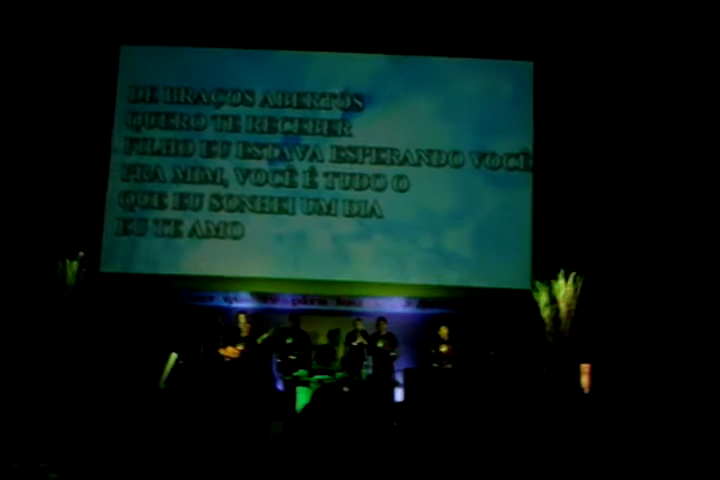 DE BRAÇOS ABERTOS
QUERO TE RECEBER
FILHO EU ESTAVA ESPERANDO VOCÊ
PRA MIM, VOCÊ É TUDO O
QUE EU SONHEI UM DIA
EU TE AMO